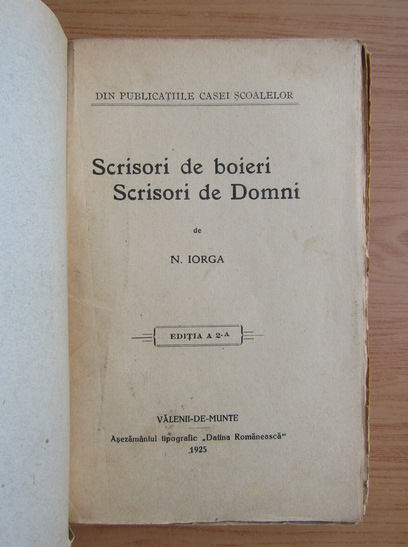 DIN PUBLICAȚIILE CASEI ȘCOALELOR
Scrisori de boieri
Scrisori de Domni
de
N. IORGA
EDIȚIA A 2-A
VĂLENII-DE-MUNTE
Așezământul tipografic „Datina Românească“
1925